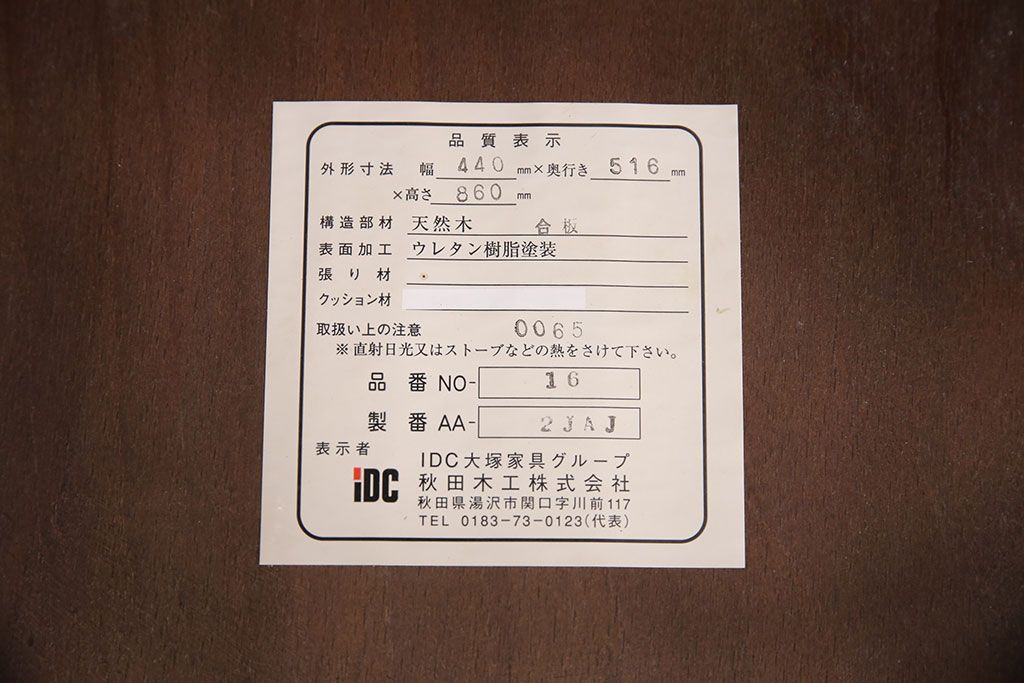 品質表示
外形寸法 幅 440 mm×奥行き 516 mm
×高さ 860 mm
構造部材 天然木 合板
表面加工 ウレタン樹脂塗装
張り材
クッション材
取扱い上の注意 0065
※直射日光又はストーブなどの熱をさけて下さい。
品番 NO- 16
製番 AA- 2JAJ
表示者
iDC
IDC大塚家具グループ
秋田木工株式会社
秋田県湯沢市関口字川前117
TEL 0183-73-0123(代表)